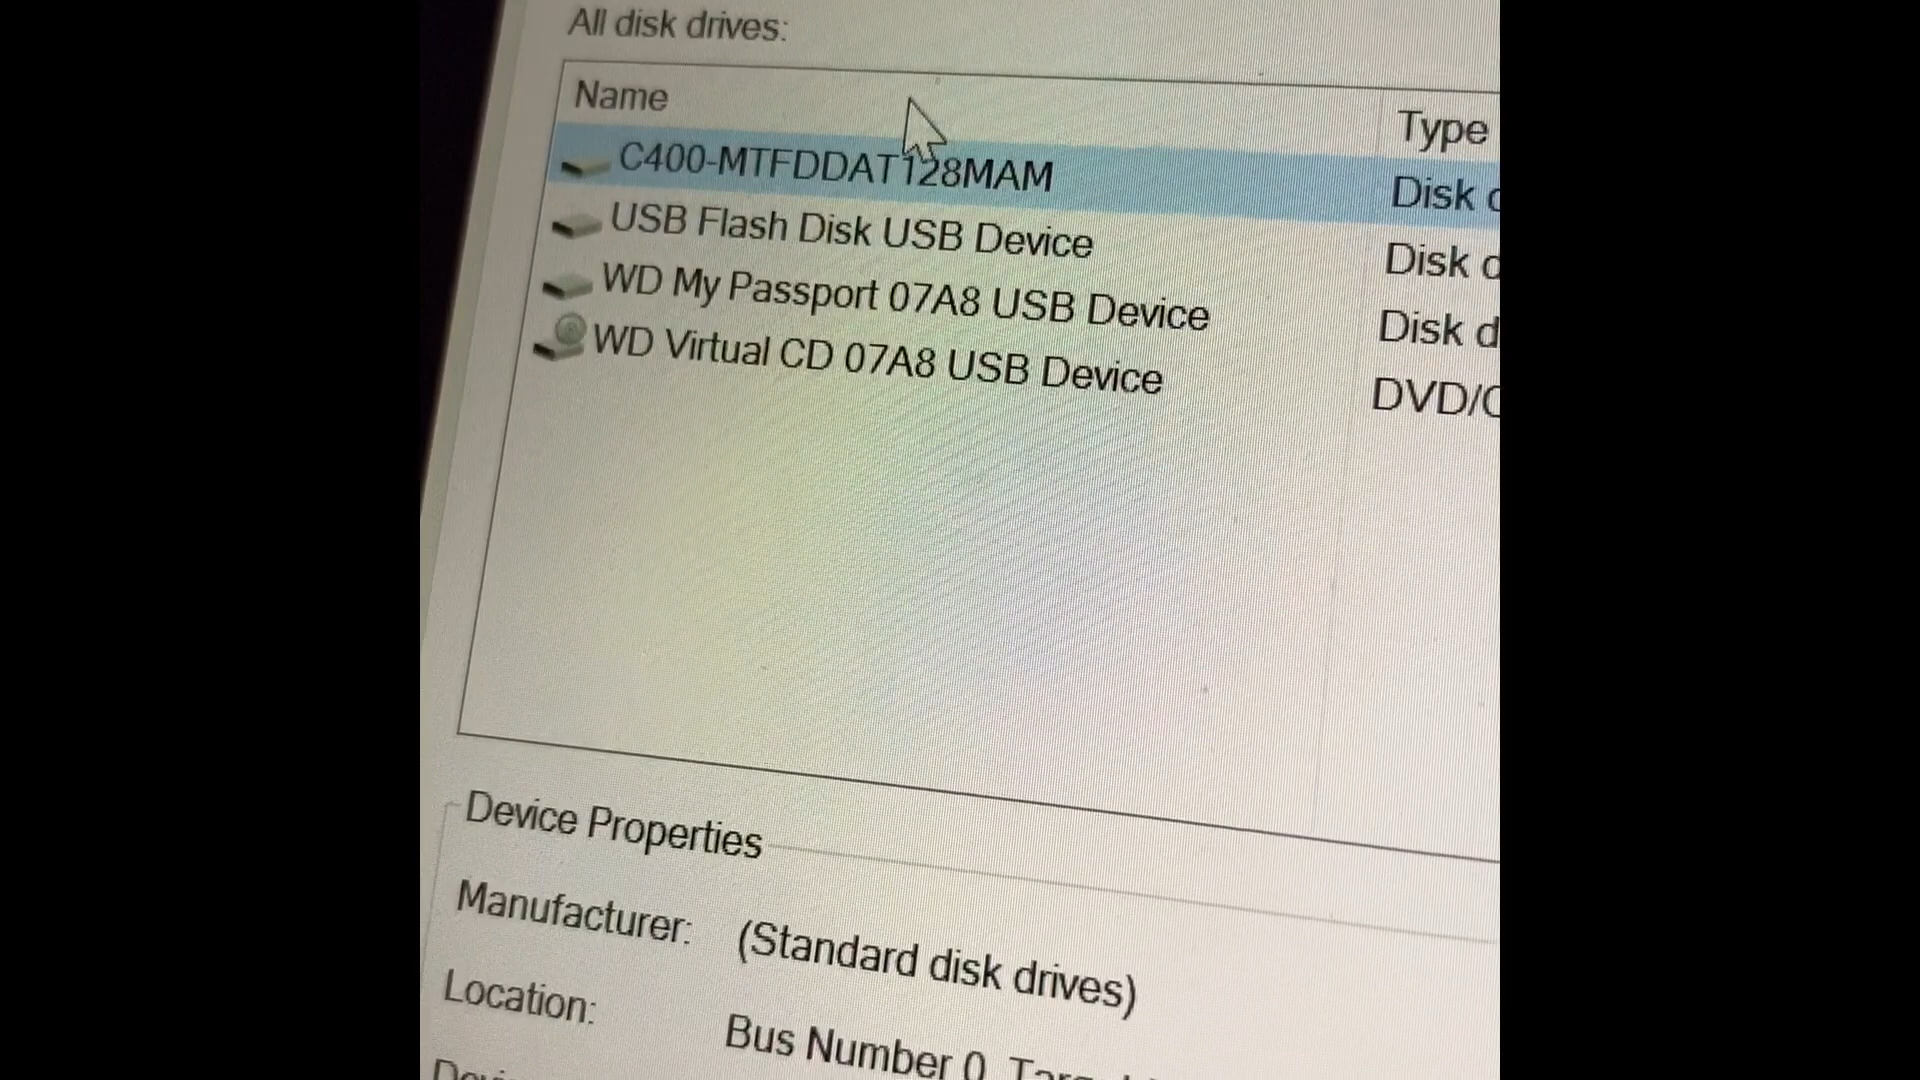 All disk drives:
Name Type
C400-MTFDDAT128MAM Disk
USB Flash Disk USB Device Disk
WD My Passport 07A8 USB Device Disk
WD Virtual CD 07A8 USB Device DVD/
Device Properties
Manufacturer: (Standard disk drives)
Location: Bus Number 0,